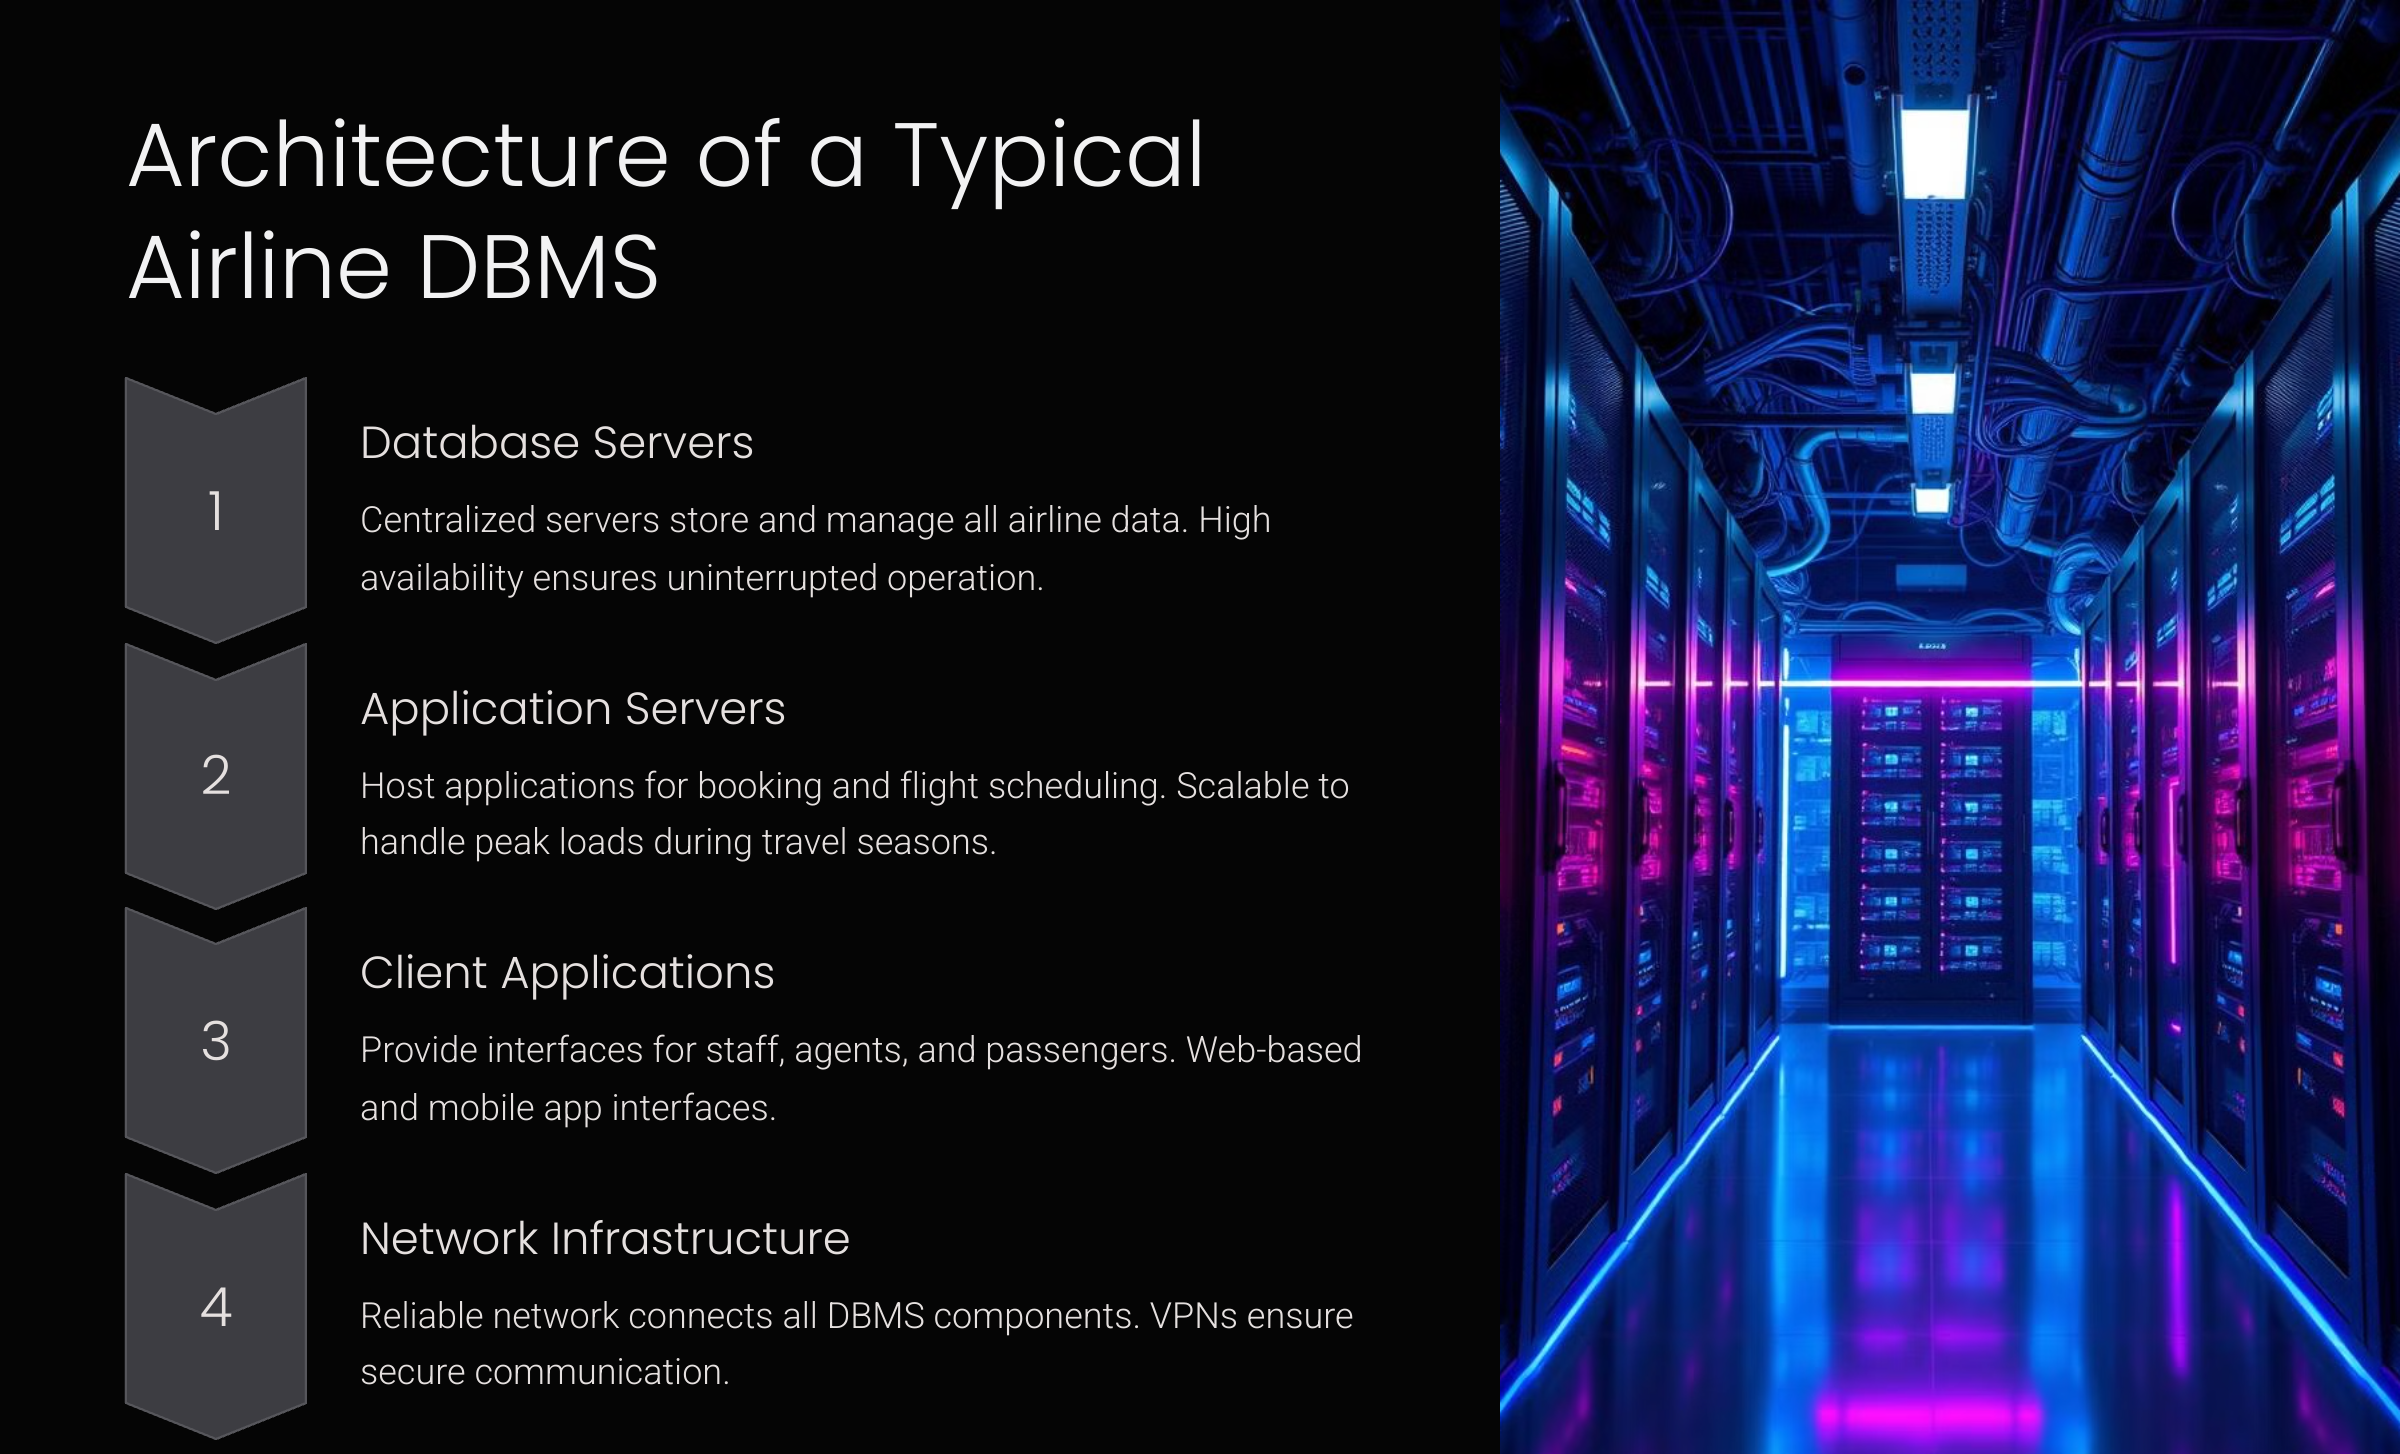 Architecture of a Typical
Airline DBMS
1
Database Servers
Centralized servers store and manage all airline data. High
availability ensures uninterrupted operation.
2
Application Servers
Host applications for booking and flight scheduling. Scalable to
handle peak loads during travel seasons.
3
Client Applications
Provide interfaces for staff, agents, and passengers. Web-based
and mobile app interfaces.
4
Network Infrastructure
Reliable network connects all DBMS components. VPNs ensure
secure communication.